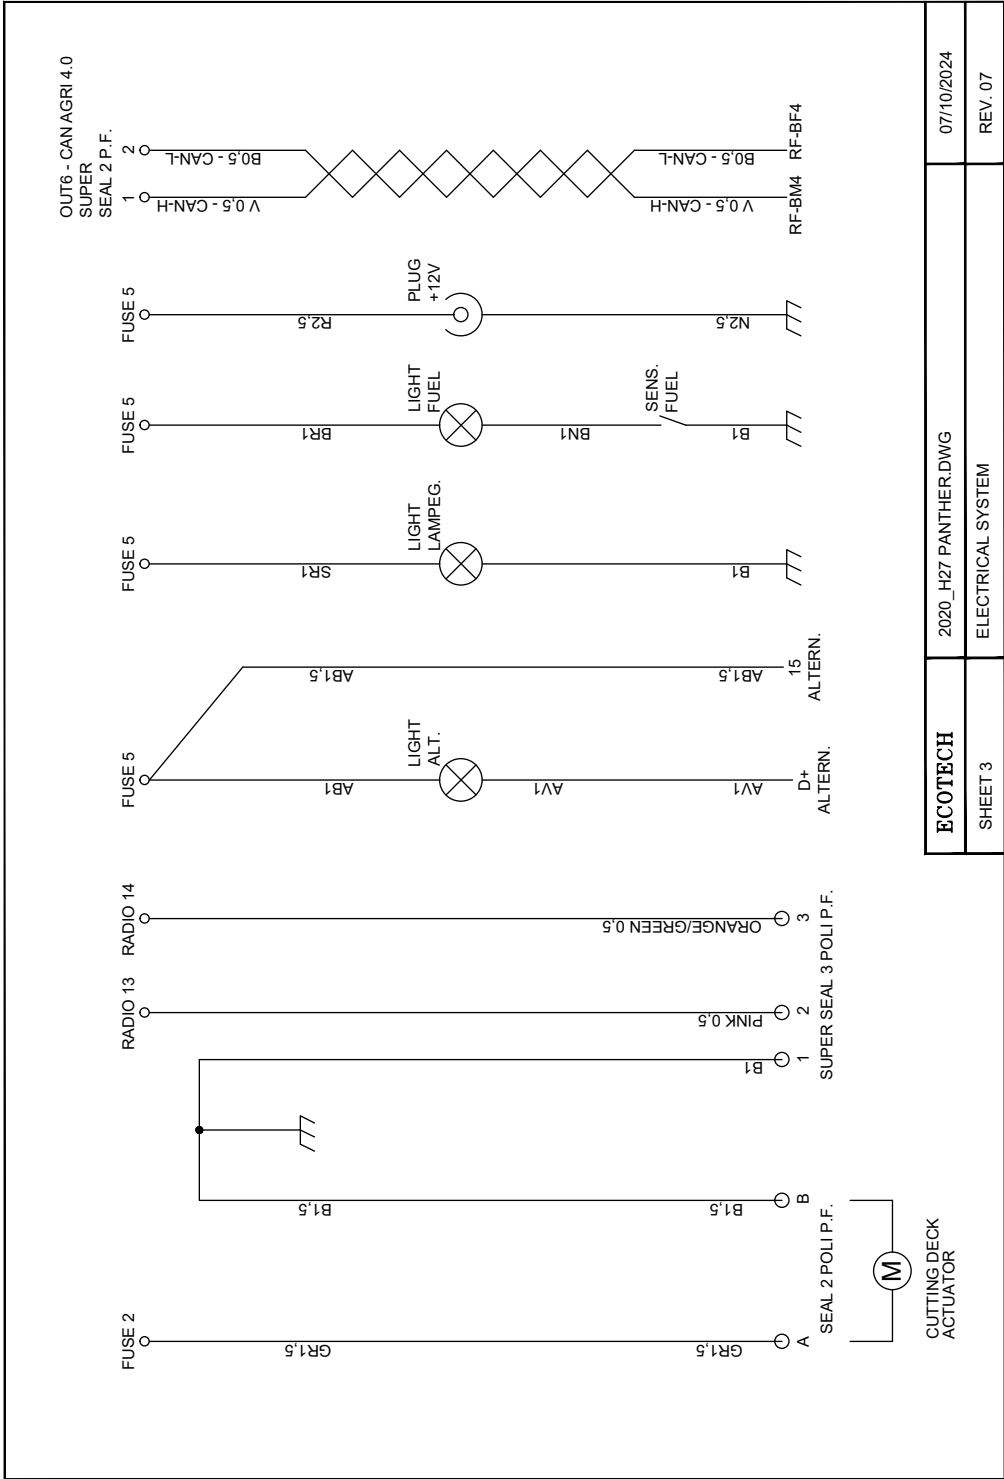 FUSE 2
GR1,5
GR1,5
A
B1,5
B1,5
B
SEAL 2 POLI P.F.
M
CUTTING DECK
ACTUATOR
B1
1
RADIO 13
PINK 0,5
2
RADIO 14
ORANGE/GREEN 0,5
3
SUPER SEAL 3 POLI P.F.
FUSE 5
AB1
LIGHT
ALT.
AV1
AV1
D+
ALTERN.
AB1,5
AB1,5
15
ALTERN.
FUSE 5
SR1
LIGHT
LAMPEG.
B1
FUSE 5
BR1
LIGHT
FUEL
BN1
SENS.
FUEL
B1
FUSE 5
R2,5
PLUG
+12V
N2,5
OUT6 - CAN AGRI 4.0
SUPER
SEAL 2 P.F.
1
2
V 0,5 - CAN-H
B0,5 - CAN-L
V 0,5 - CAN-H
B0,5 - CAN-L
RF-BM4
RF-BF4
ECOTECH
2020_H27 PANTHER.DWG
07/10/2024
SHEET 3
ELECTRICAL SYSTEM
REV. 07